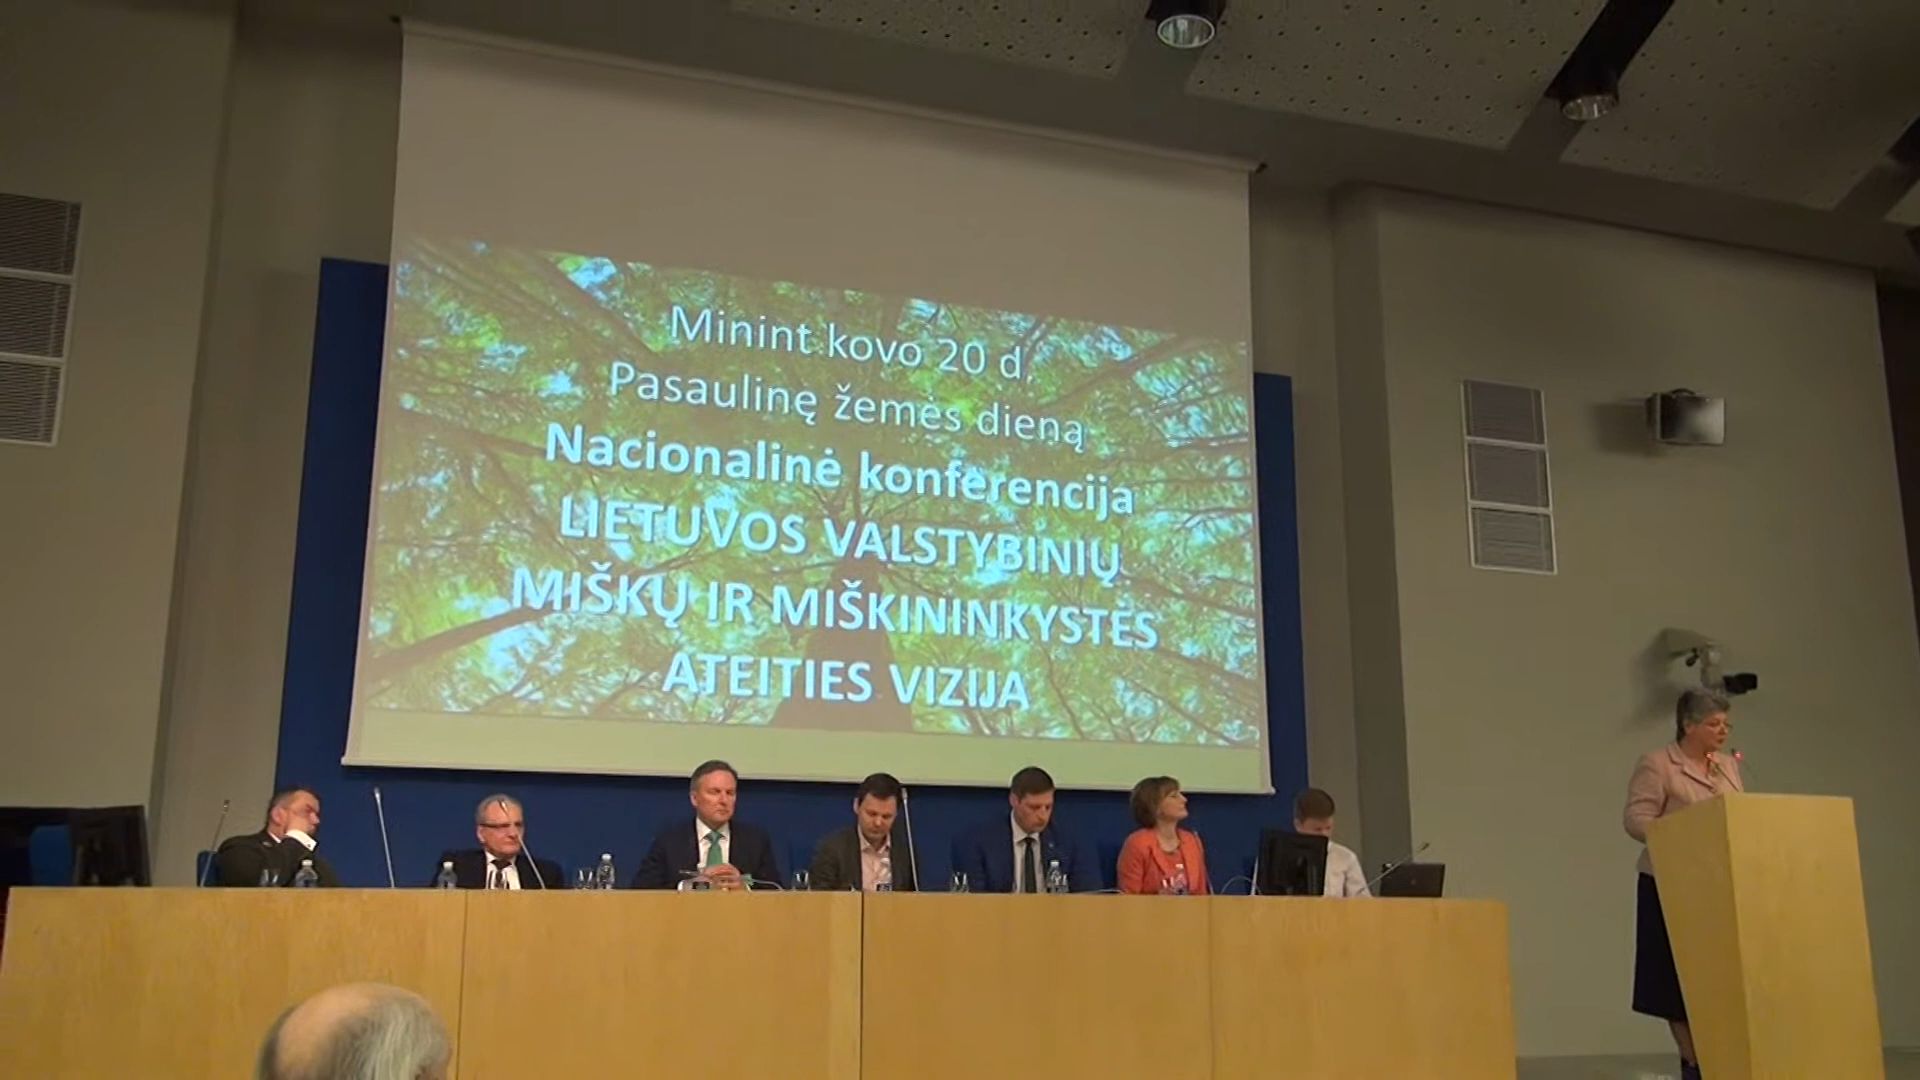 Minint kovo 20 d.
Pasaulinę žemės dieną
Nacionalinė konferencija
LIETUVOS VALSTYBINIŲ
MIŠKŲ IR MIŠKININKYSTĖS
ATEITIES VIZIJA